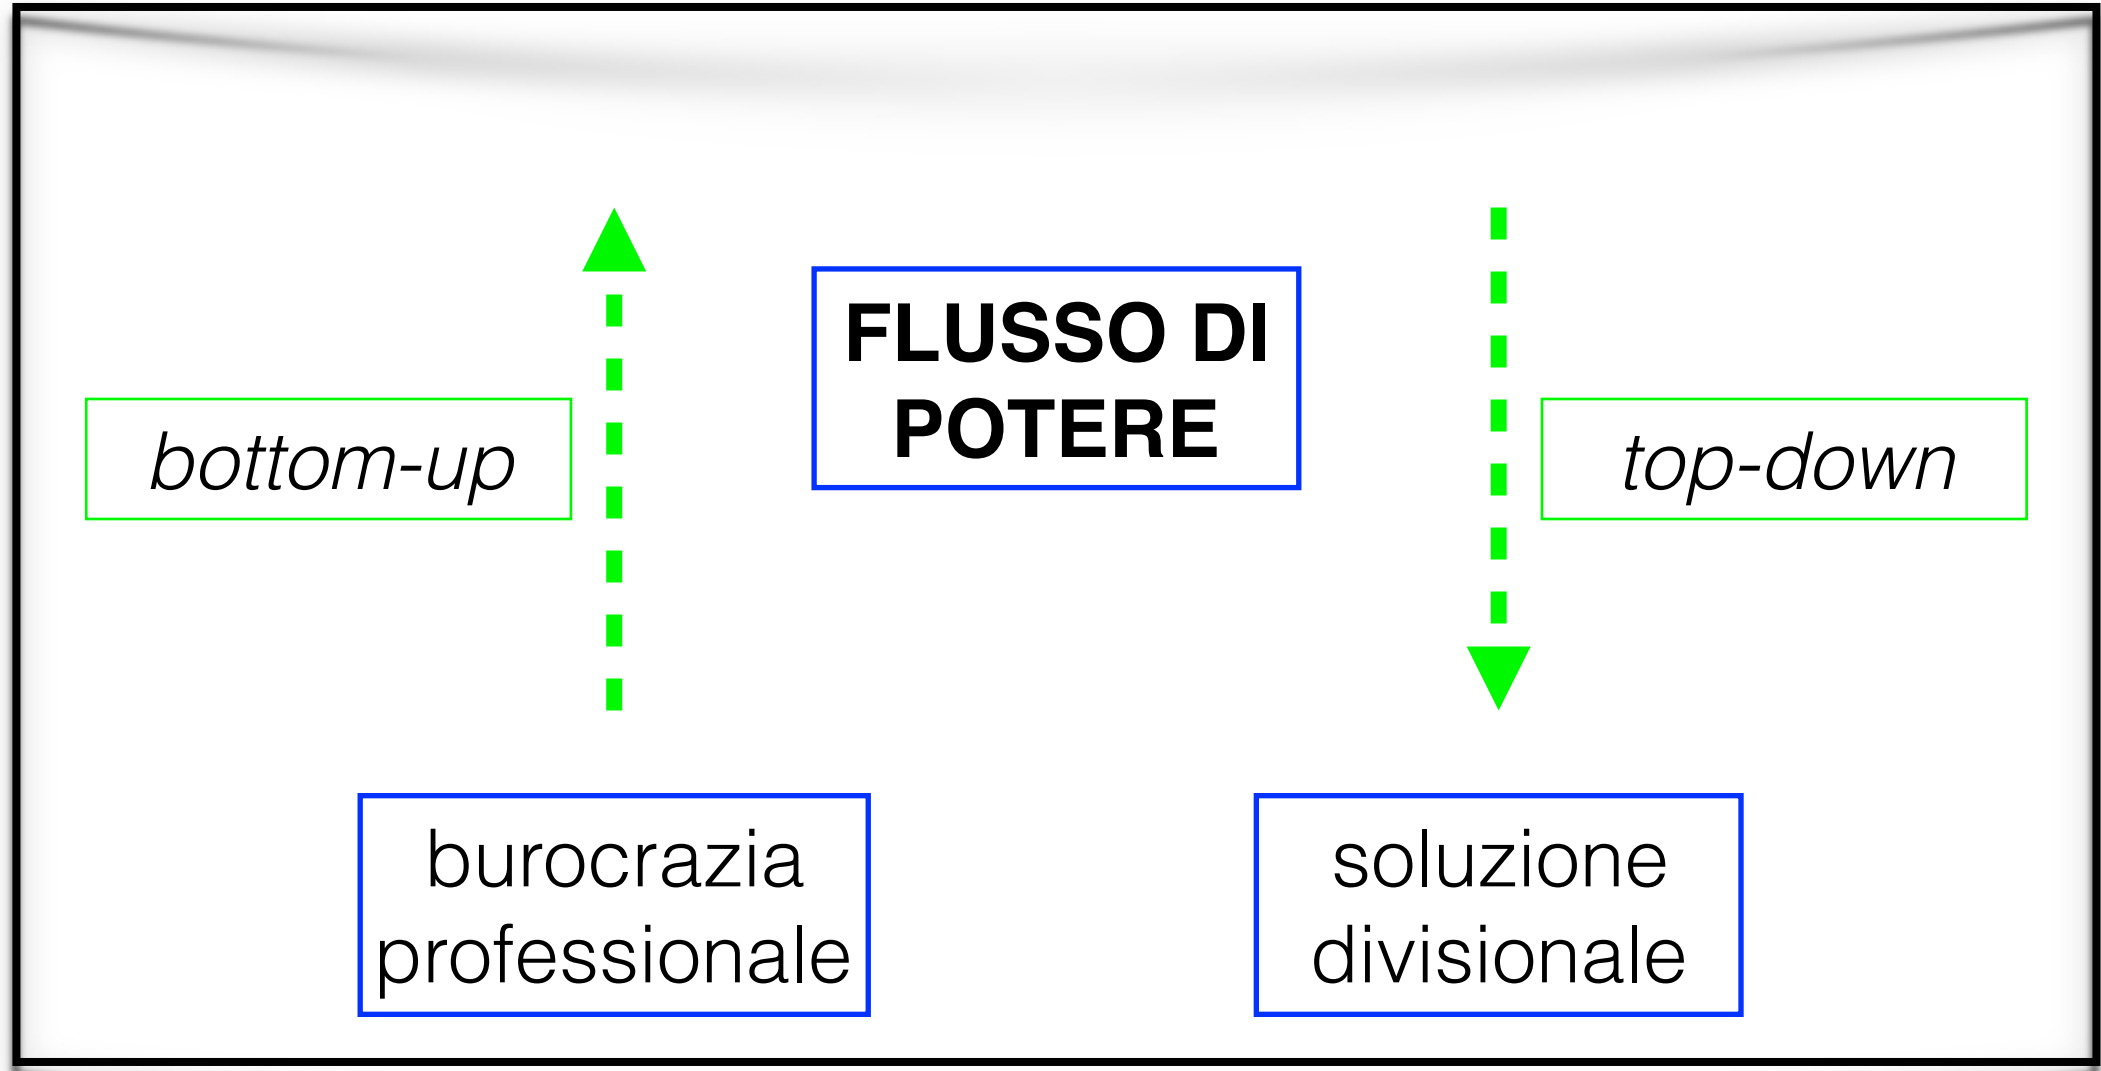 FLUSSO DI
POTERE
bottom-up
top-down
burocrazia
professionale
soluzione
divisionale